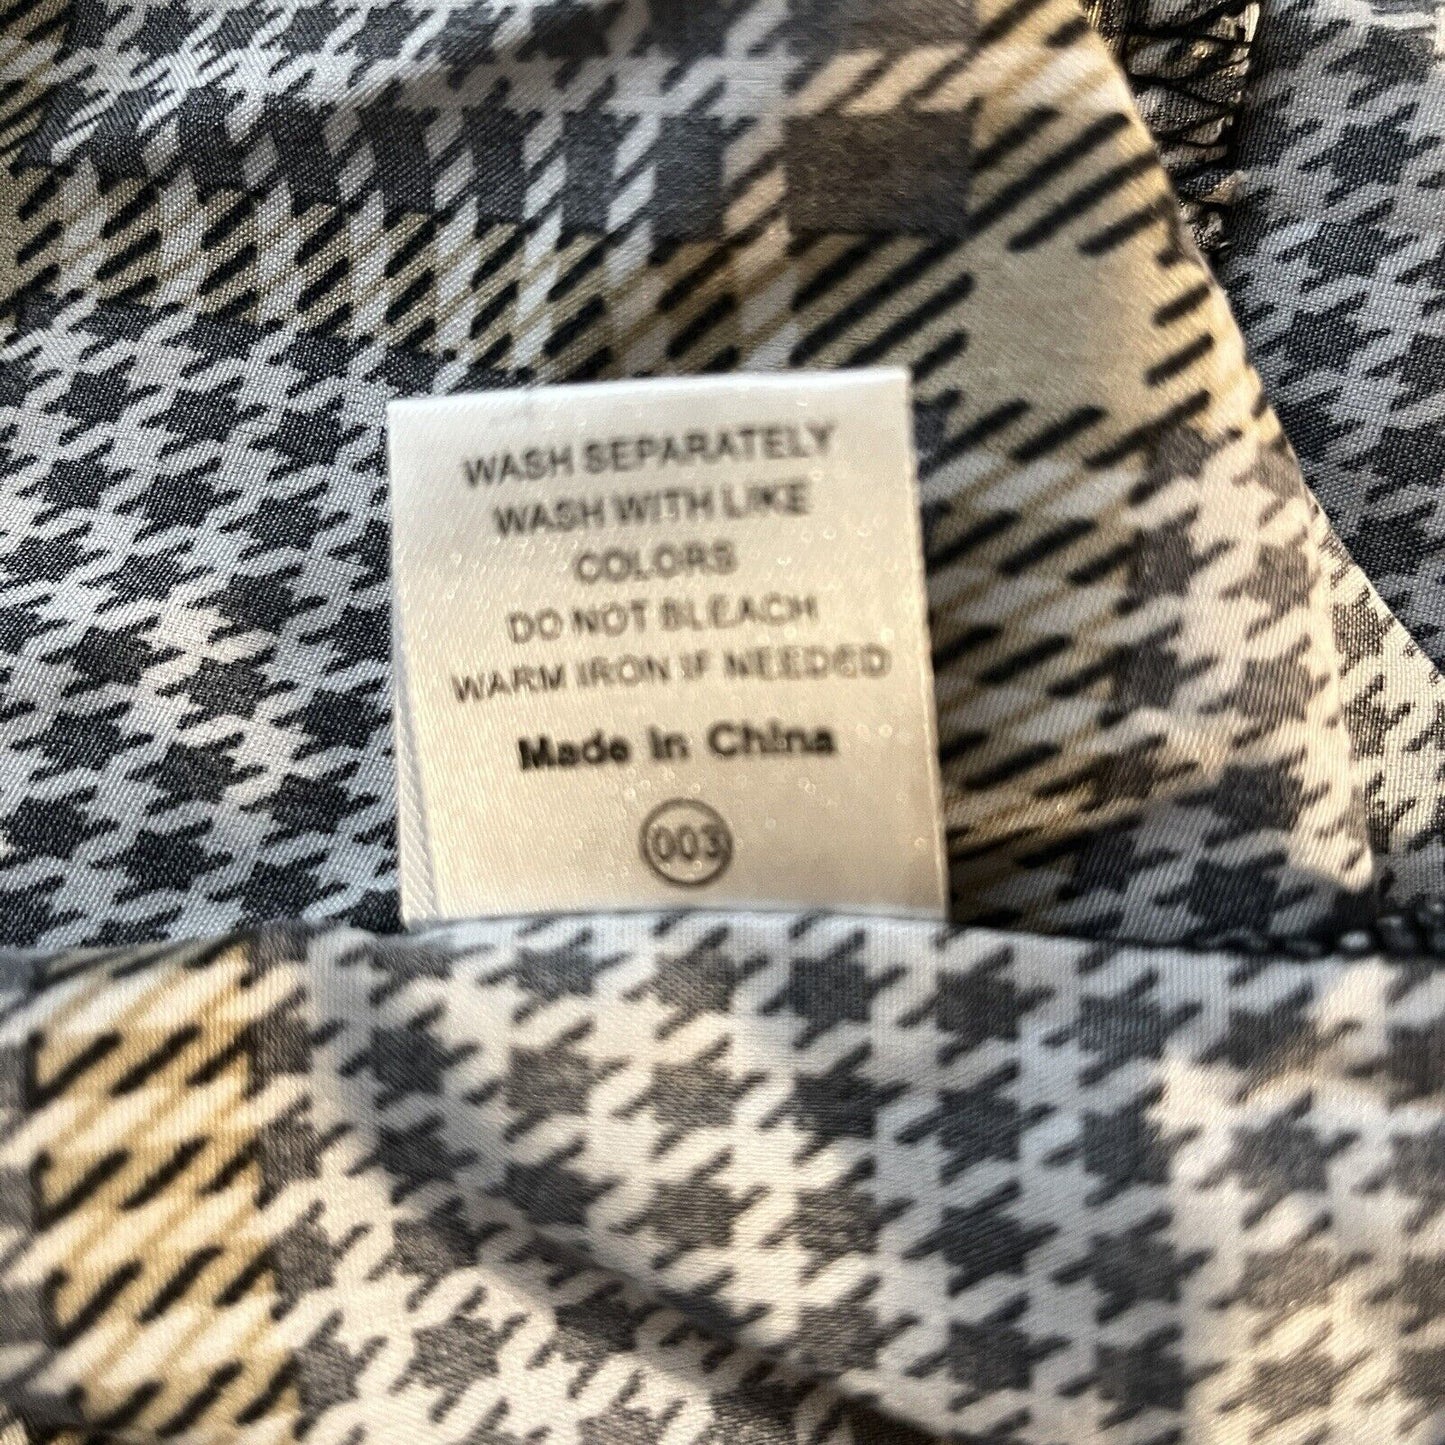 WASH SEPARATELY
WASH WITH LIKE
COLORS
DO NOT BLEACH
WARM IRON IF NEEDED
Made In China
003